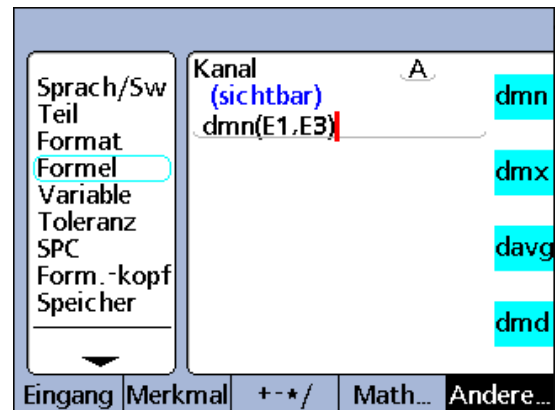 Sprach/Sw
Teil
Format
Formel
Variable
Toleranz
SPC
Form.-kopf
Speicher
Kanal A
(sichtbar)
dmn(E1,E3)
dmn
dmx
davg
dmd
Eingang Merkmal +-*/ Math... Andere...